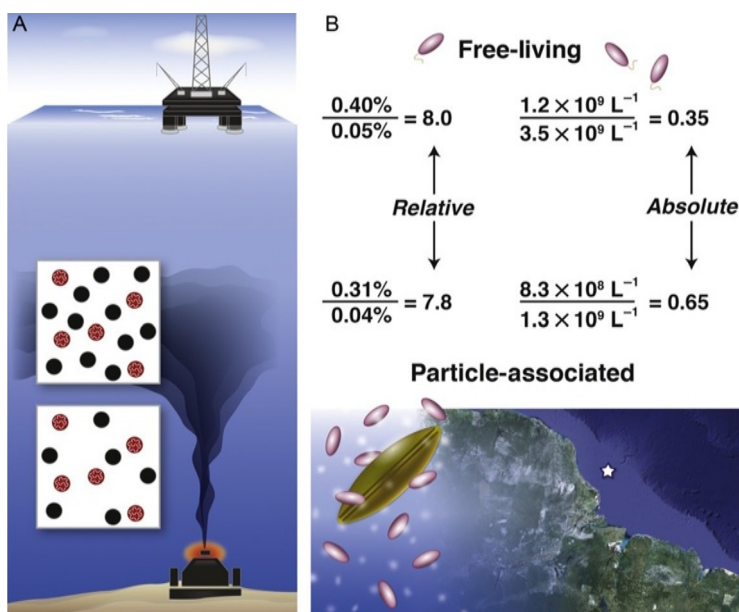 A
B
Free-living
0.40%
0.05%
= 8.0
1.2 × 10⁹ L⁻¹
3.5 × 10⁹ L⁻¹
= 0.35
Relative
Absolute
0.31%
0.04%
= 7.8
8.3 × 10⁸ L⁻¹
1.3 × 10⁹ L⁻¹
= 0.65
Particle-associated